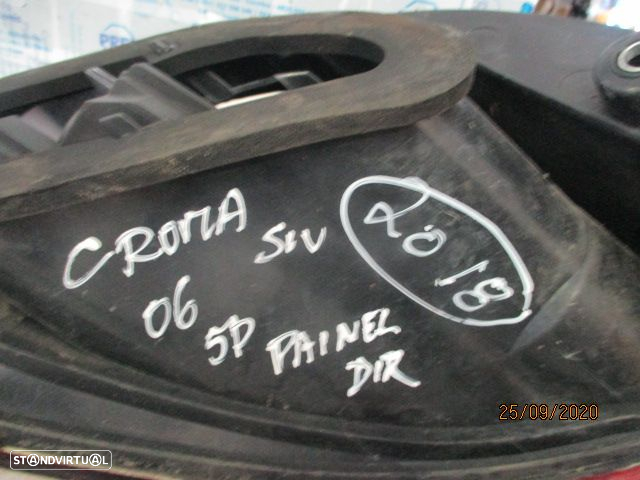 CROMA SW 2018
06 5P PAINEL
DIR
25/09/2020
STANDVIRTUAL